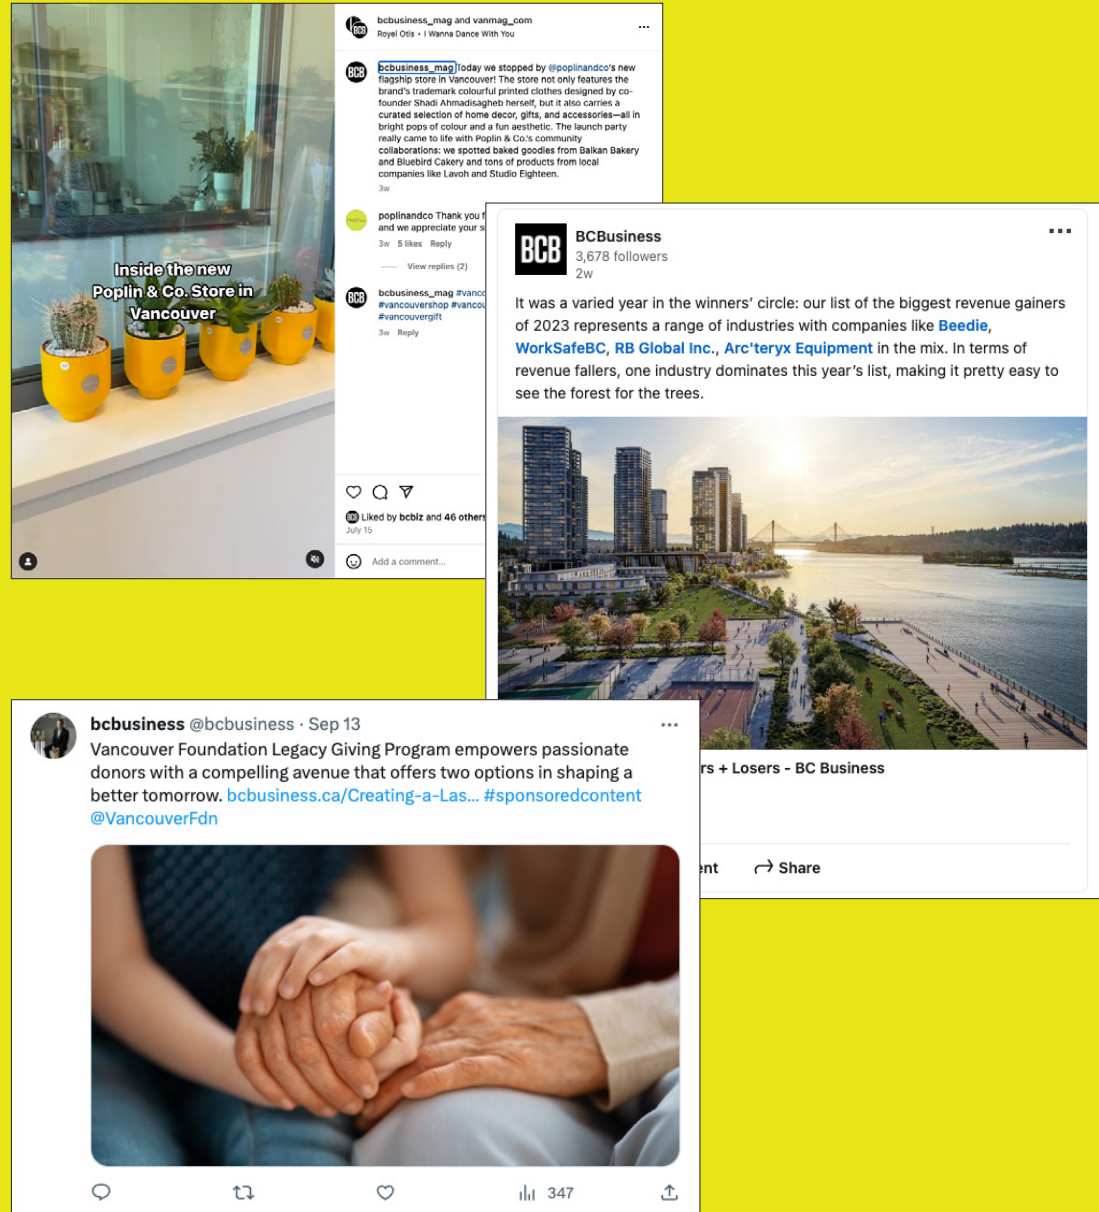 bcbusiness_mag and vanmag_com
Royel Otis • I Wanna Dance With You
BCB
BCB
bcbusiness_mag Today we stopped by @poplinandco's new
flagship store in Vancouver! The store not only features the
brand's trademark colourful printed clothes designed by co-
founder Shadi Ahmadisagheb herself, but it also carries a
curated selection of home decor, gifts, and accessories—all in
bright pops of colour and a fun aesthetic. The launch party
really came to life with Poplin & Co.'s community
collaborations: we spotted baked goodies from Balkan Bakery
and Bluebird Cakery and tons of products from local
companies like Lavoh and Studio Eighteen.
3w
poplinandco Thank you f
and we appreciate your s
3w 5 likes Reply
View replies (2)
BCB
bcbusiness_mag #vanco
#vancouvershop #vancou
#vancouvergift
3w Reply
Inside the new
Poplin & Co. Store in
Vancouver
BCB Liked by bcbiz and 46 others
July 15
Add a comment...
BCB
BCBusiness
3,678 followers
2w
It was a varied year in the winners' circle: our list of the biggest revenue gainers
of 2023 represents a range of industries with companies like Beedie,
WorkSafeBC, RB Global Inc., Arc'teryx Equipment in the mix. In terms of
revenue fallers, one industry dominates this year's list, making it pretty easy to
see the forest for the trees.
rs + Losers - BC Business
ent
Share
bcbusiness @bcbusiness · Sep 13
Vancouver Foundation Legacy Giving Program empowers passionate
donors with a compelling avenue that offers two options in shaping a
better tomorrow. bcbusiness.ca/Creating-a-Las... #sponsoredcontent
@VancouverFdn
347